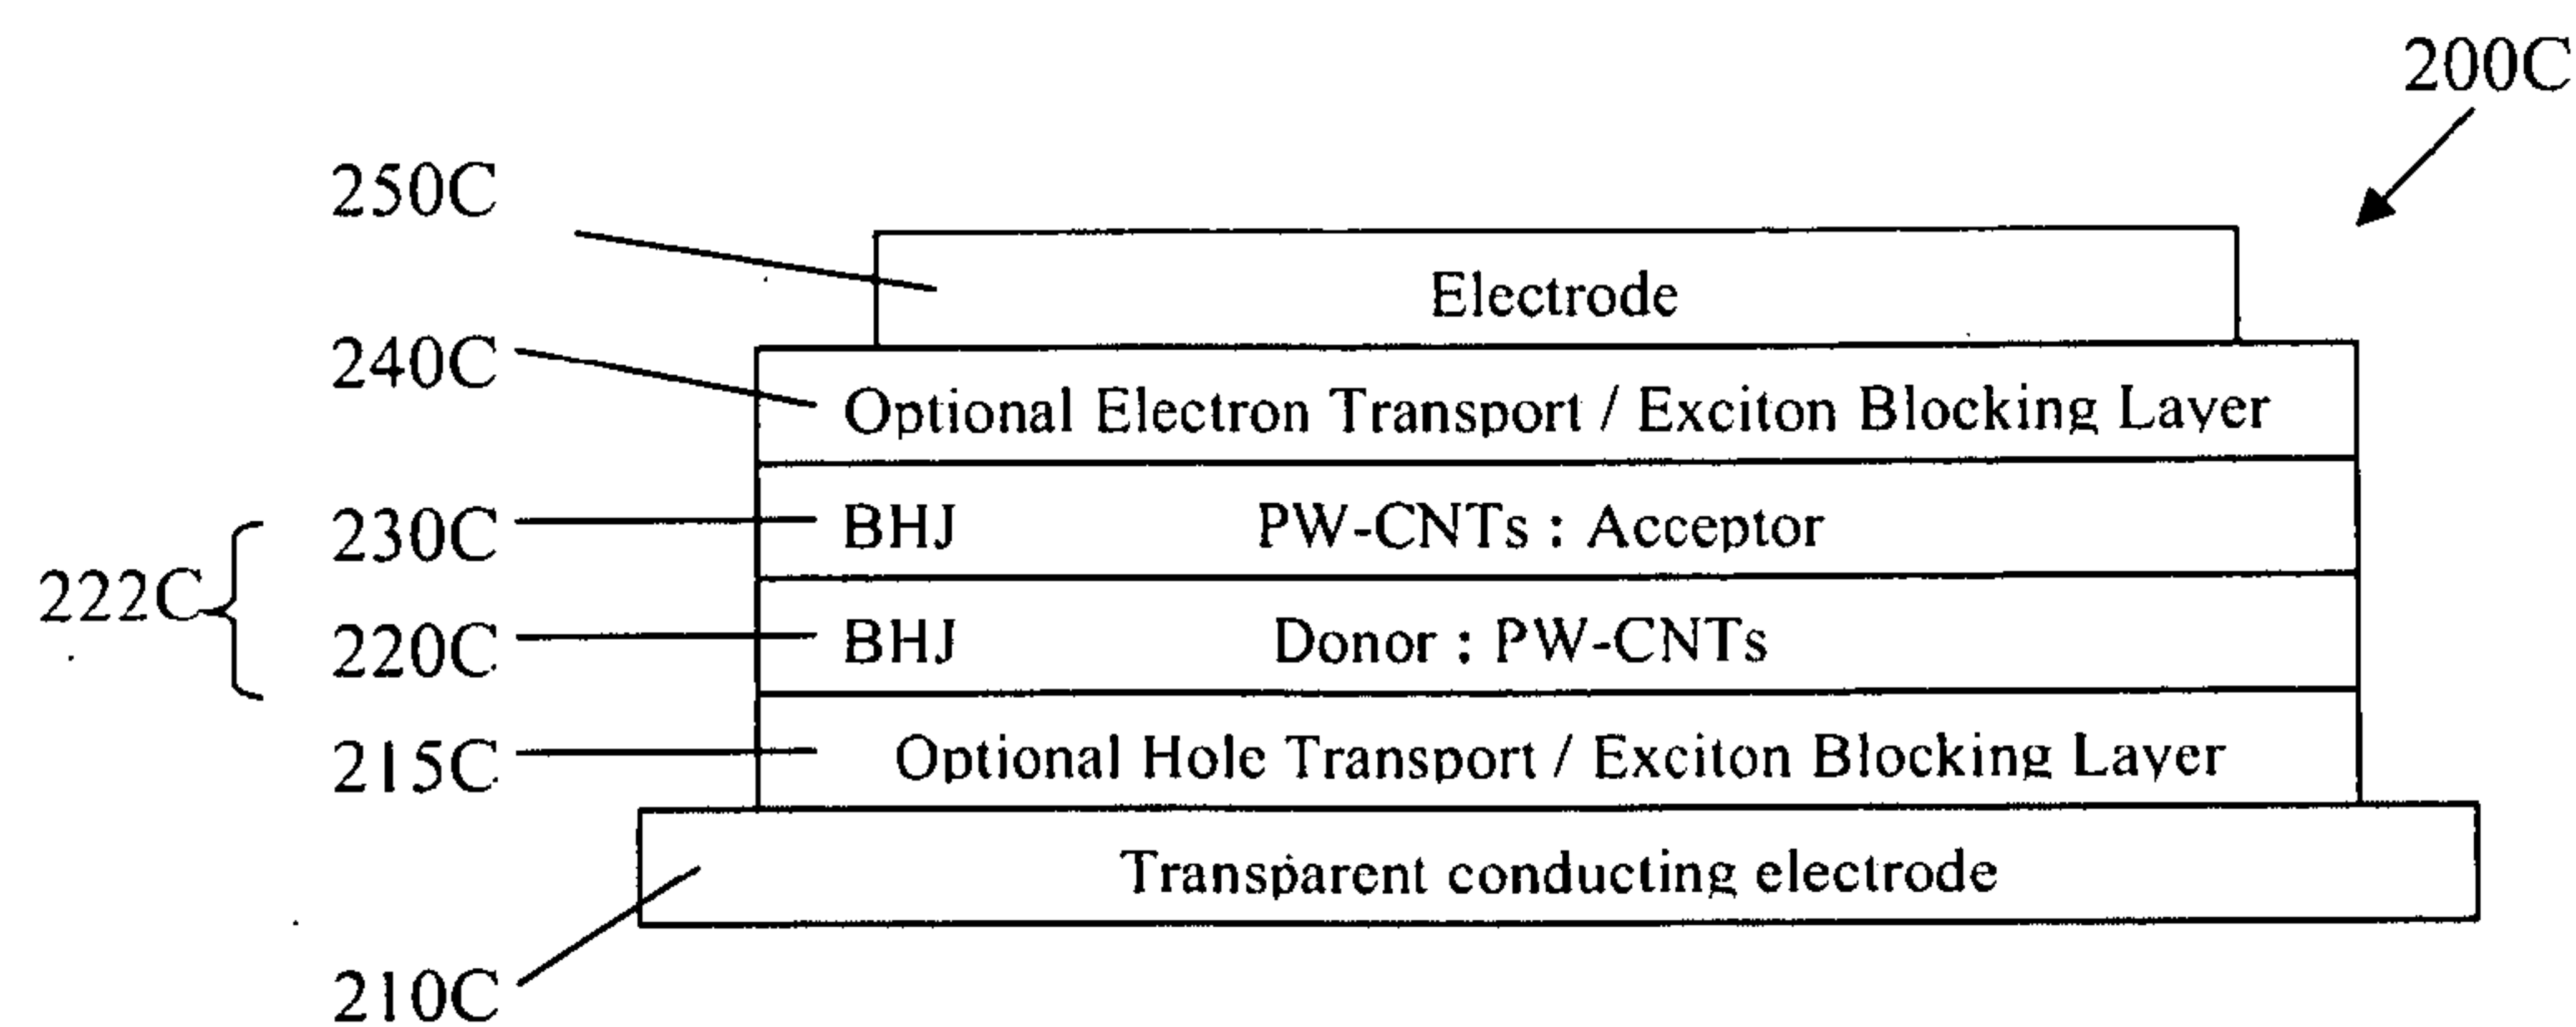 200C
250C
Electrode
240C
Optional Electron Transport / Exciton Blocking Layer
230C
BHJ PW-CNTs : Acceptor
222C
220C
BHJ Donor : PW-CNTs
215C
Optional Hole Transport / Exciton Blocking Layer
Transparent conducting electrode
210C